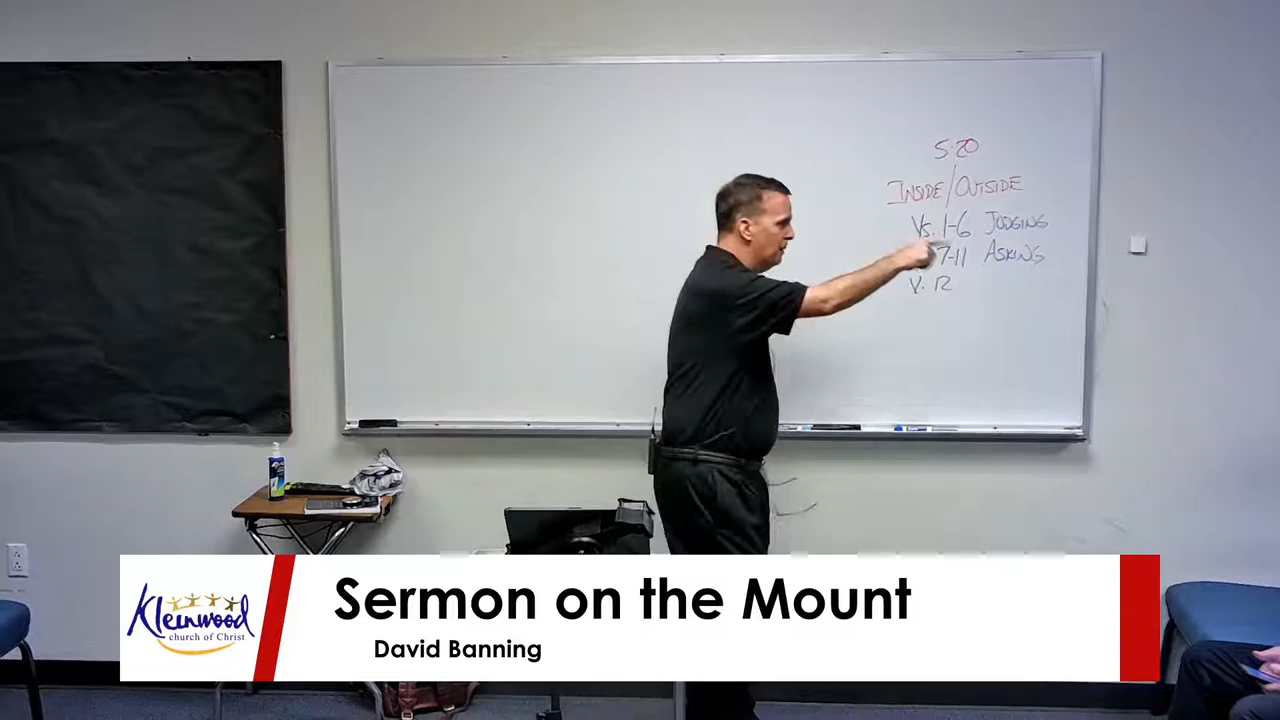 5:20
INSIDE/OUTSIDE
Vs. 1-6 JUDGING
7-11 ASKING
V. 12
Kleinwood
church of Christ
Sermon on the Mount
David Banning